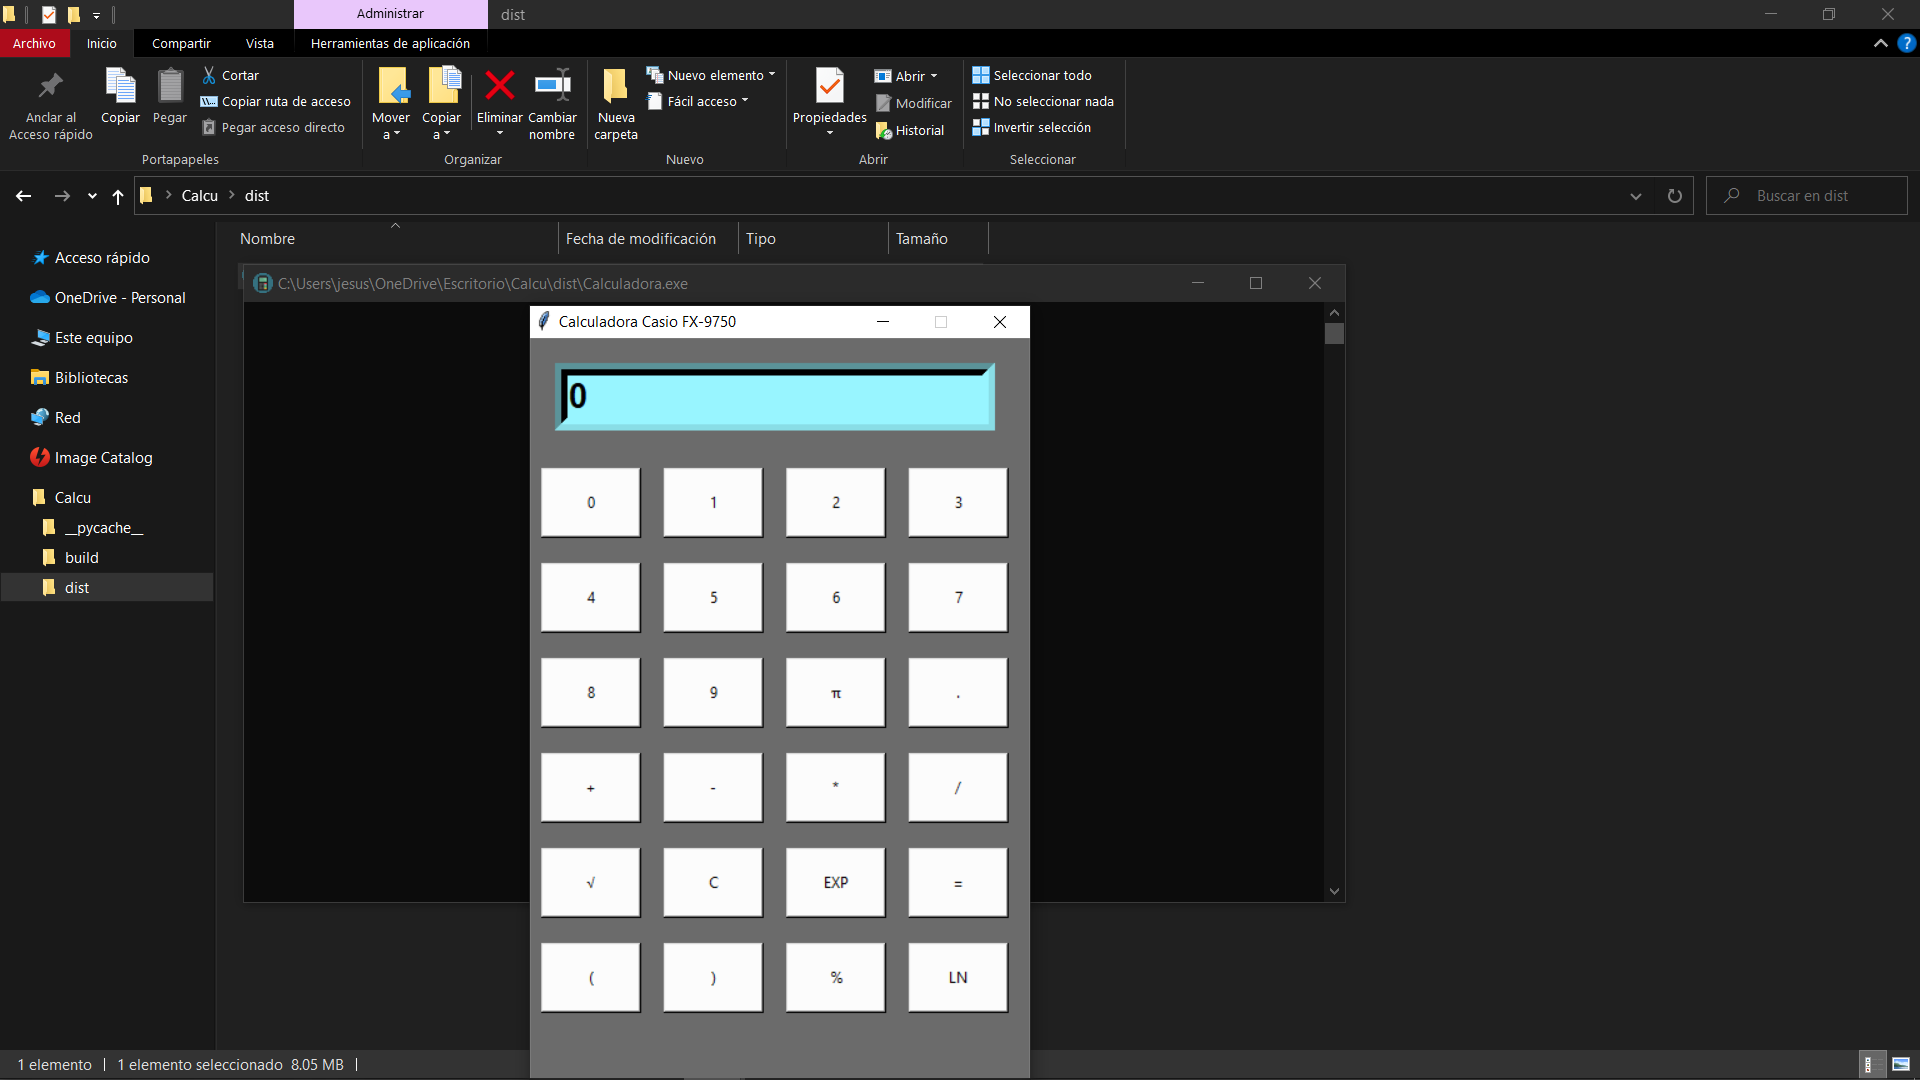 Administrar
dist
Archivo
Inicio
Compartir
Vista
Herramientas de aplicación
Anclar al
Acceso rápido
Copiar
Pegar
Cortar
Copiar ruta de acceso
Pegar acceso directo
Portapapeles
Mover
a
Copiar
a
Eliminar
Cambiar
nombre
Organizar
Nueva
carpeta
Nuevo elemento
Fácil acceso
Nuevo
Propiedades
Abrir
Modificar
Historial
Abrir
Seleccionar todo
No seleccionar nada
Invertir selección
Seleccionar
Calcu
dist
Buscar en dist
Nombre
Fecha de modificación
Tipo
Tamaño
Acceso rápido
OneDrive - Personal
Este equipo
Bibliotecas
Red
Image Catalog
Calcu
__pycache__
build
dist
C:\Users\jesus\OneDrive\Escritorio\Calcu\dist\Calculadora.exe
Calculadora Casio FX-9750
0
0 1 2 3
4 5 6 7
8 9 π .
+ - * /
√ C EXP =
( ) % LN
1 elemento
1 elemento seleccionado 8.05 MB